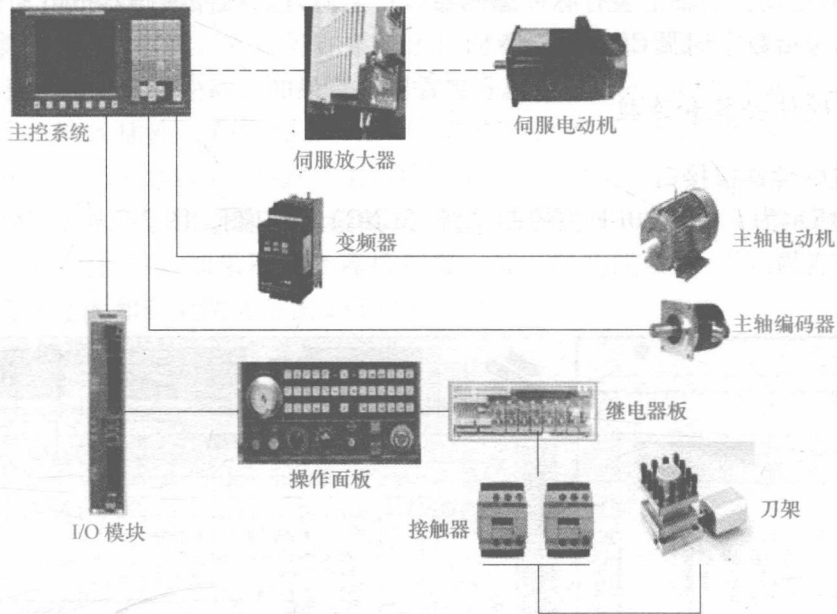 主控系统
伺服放大器
伺服电动机
变频器
主轴电动机
主轴编码器
继电器板
操作面板
I/O 模块
接触器
刀架